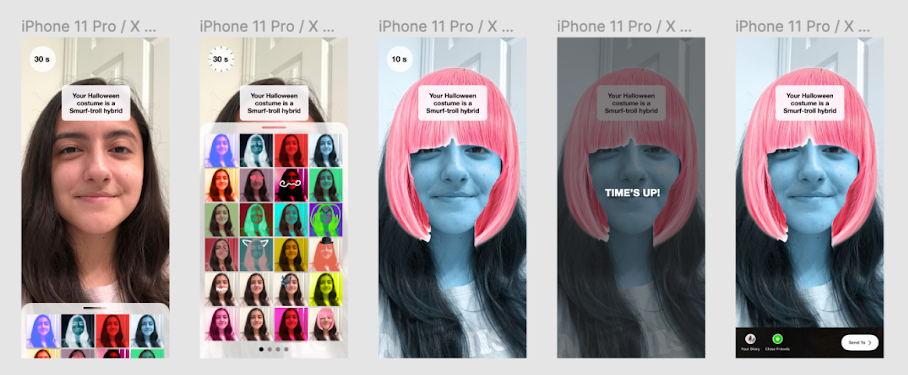 iPhone 11 Pro / X ...
iPhone 11 Pro / X ...
iPhone 11 Pro / X ...
iPhone 11 Pro / X ...
iPhone 11 Pro / X ...
30 s
Your Halloween
costume is a
Smurf-troll hybrid
30 s
Your Halloween
costume is a
Smurf-troll hybrid
10 s
Your Halloween
costume is a
Smurf-troll hybrid
Your Halloween
costume is a
Smurf-troll hybrid
TIME'S UP!
Your Halloween
costume is a
Smurf-troll hybrid
Your Story
Close Friends
Send To